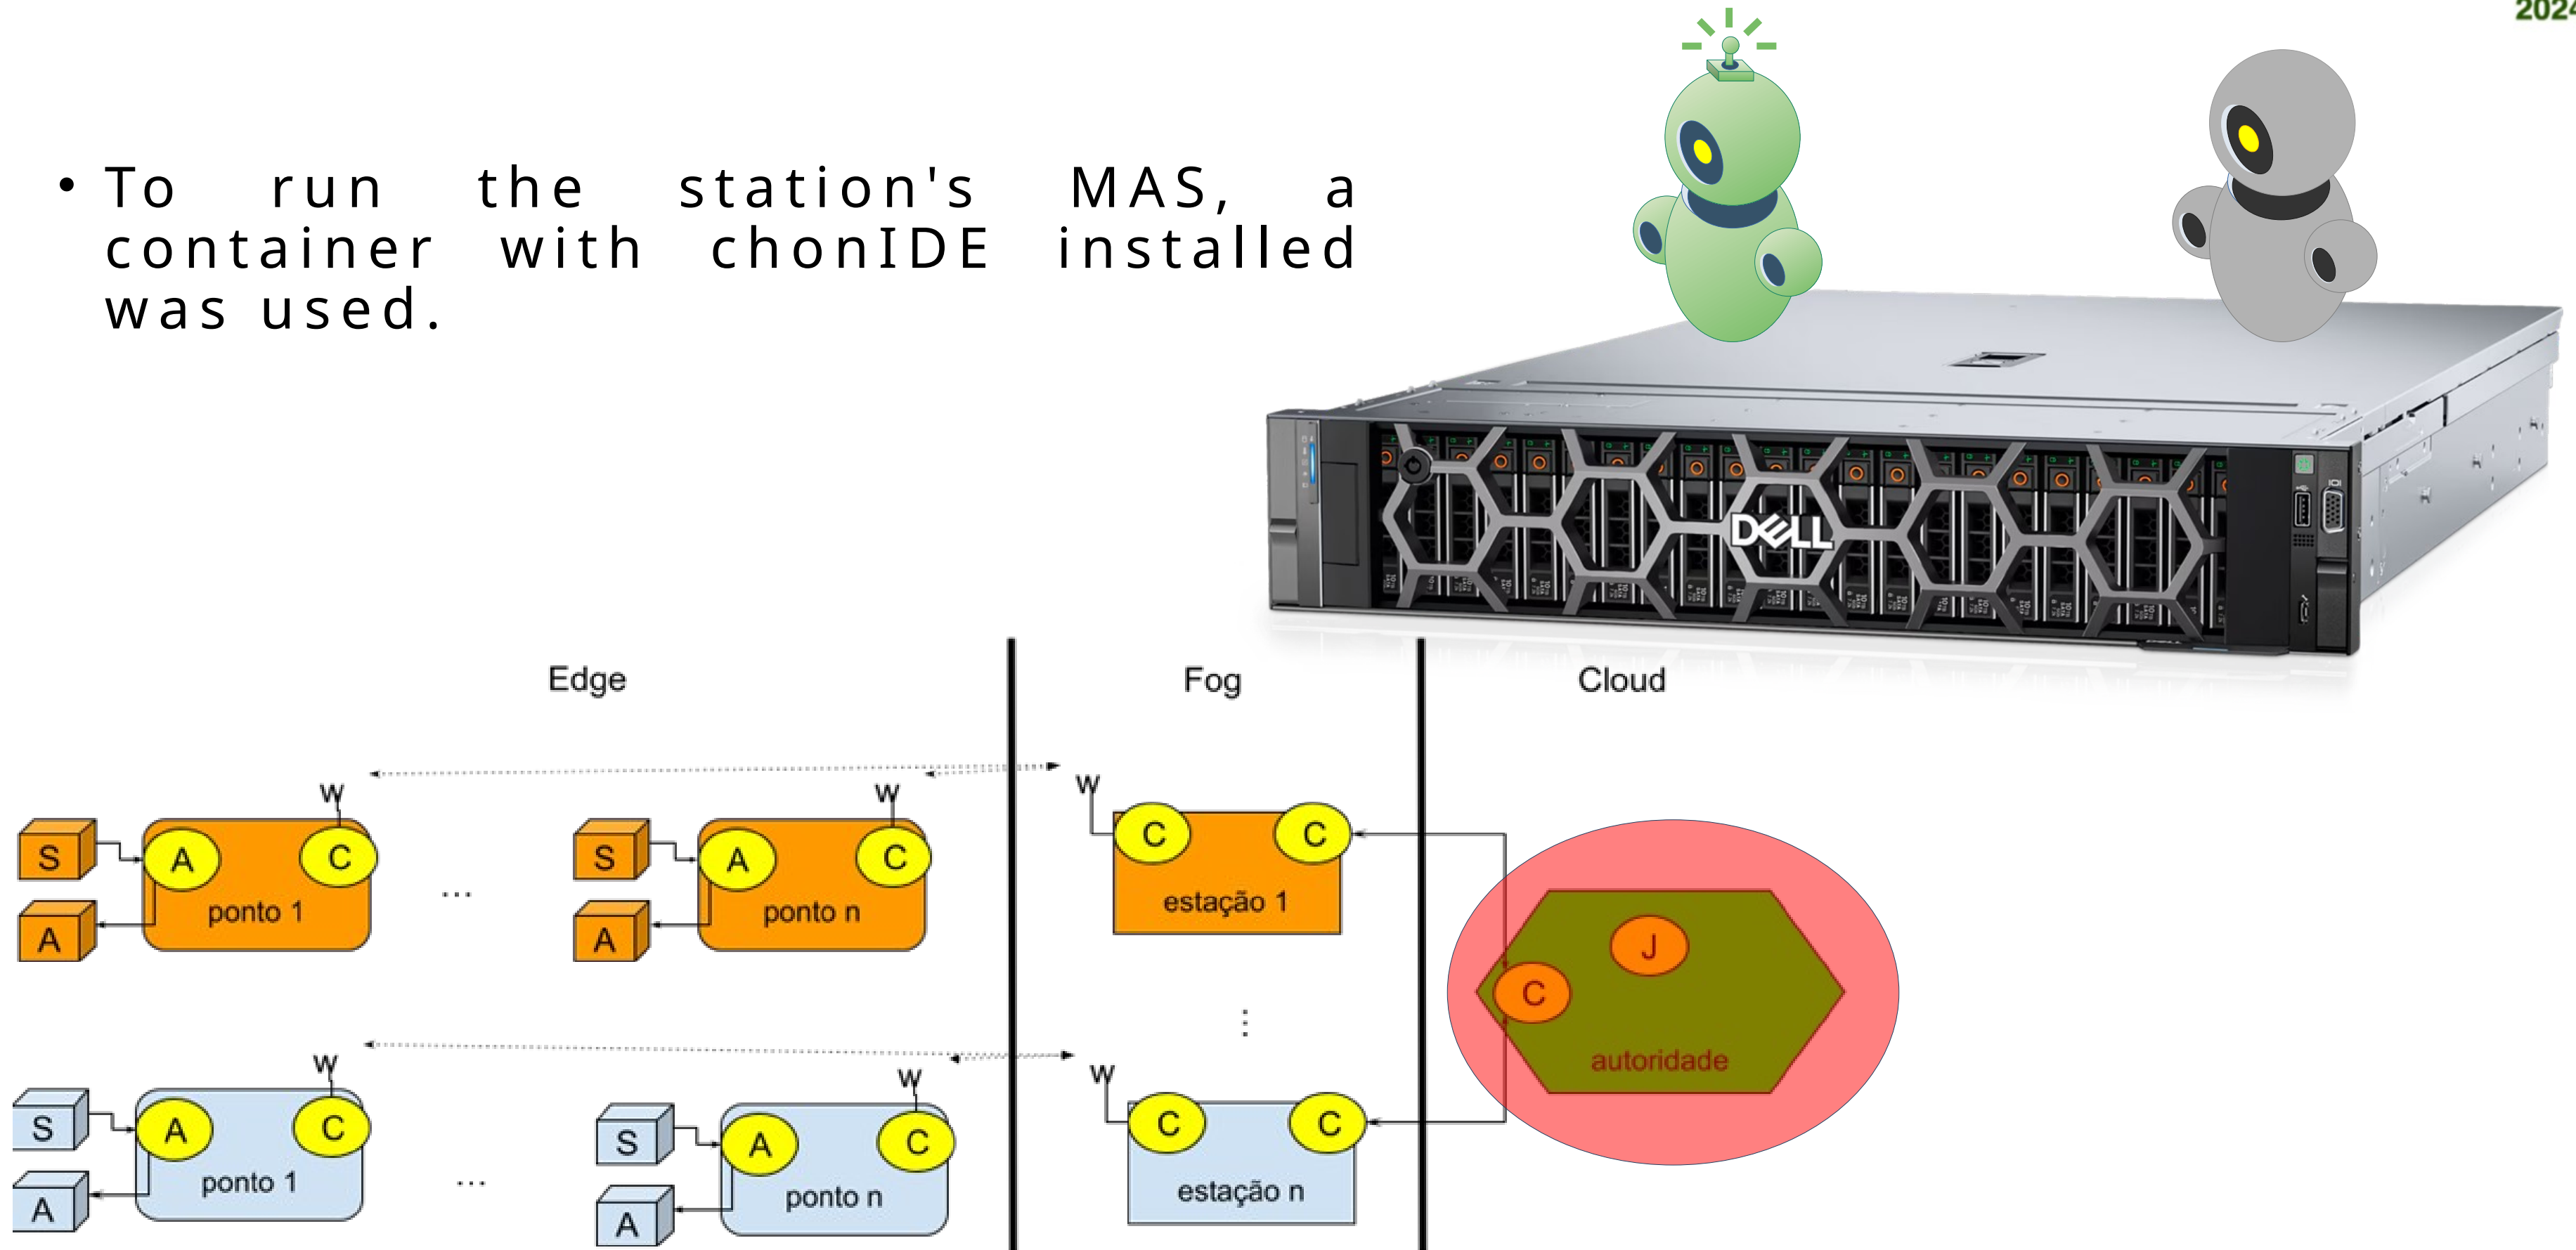 2024
• To run the station's MAS, a
container with chonIDE installed
was used.
DELL
Edge
Fog
Cloud
W
W
W
S
A
C
S
A
C
C
C
A
ponto 1
...
A
ponto n
estação 1
J
C
autoridade
W
W
W
S
A
C
S
A
C
C
C
A
ponto 1
...
A
ponto n
estação n